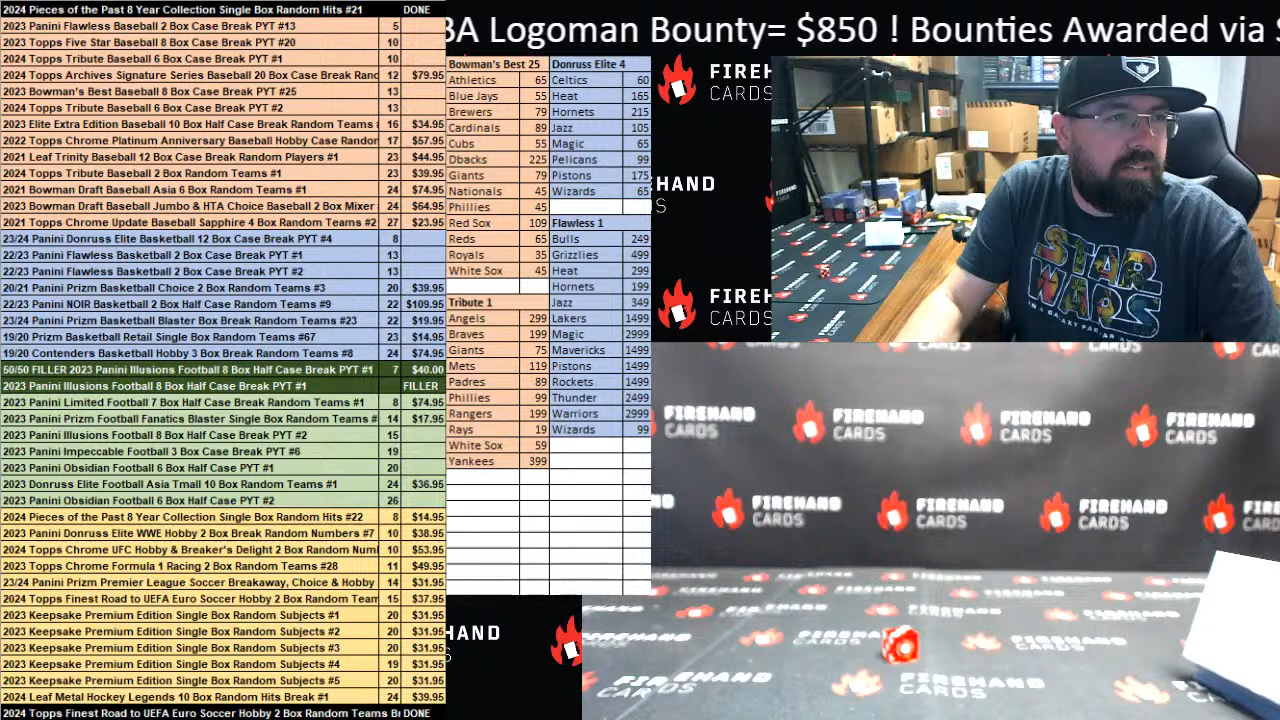 2024 Pieces of the Past 8 Year Collection Single Box Random Hits #21 DONE
2023 Panini Flawless Baseball 2 Box Case Break PYT #13 5
2023 Topps Five Star Baseball 8 Box Case Break PYT #20 10
2024 Topps Tribute Baseball 6 Box Case Break PYT #1 10
2024 Topps Archives Signature Series Baseball 20 Box Case Break Rand 12 $79.95
2023 Bowman's Best Baseball 8 Box Case Break PYT #25 13
2024 Topps Tribute Baseball 6 Box Case Break PYT #2 13
2023 Elite Extra Edition Baseball 10 Box Half Case Break Random Teams 16 $34.95
2022 Topps Chrome Platinum Anniversary Baseball Hobby Case Random 17 $57.95
2021 Leaf Trinity Baseball 12 Box Case Break Random Players #1 23 $44.95
2024 Topps Tribute Baseball 2 Box Random Teams #1 23 $39.95
2021 Bowman Draft Baseball Asia 6 Box Random Teams #1 24 $74.95
2023 Bowman Draft Baseball Jumbo & HTA Choice Baseball 2 Box Mixer 24 $64.95
2021 Topps Chrome Update Baseball Sapphire 4 Box Random Teams #2 27 $23.95
23/24 Panini Donruss Elite Basketball 12 Box Case Break PYT #4 8
22/23 Panini Flawless Basketball 2 Box Case Break PYT #1 13
22/23 Panini Flawless Basketball 2 Box Case Break PYT #2 13
20/21 Panini Prizm Basketball Choice 2 Box Random Teams #3 20 $39.95
22/23 Panini NOIR Basketball 2 Box Half Case Random Teams #9 22 $109.95
23/24 Panini Prizm Basketball Blaster Box Break Random Teams #23 22 $19.95
19/20 Prizm Basketball Retail Single Box Random Teams #67 23 $14.95
19/20 Contenders Basketball Hobby 3 Box Break Random Teams #8 24 $74.95
50/50 FILLER 2023 Panini Illusions Football 8 Box Half Case Break PYT #1 7 $40.00
2023 Panini Illusions Football 8 Box Half Case Break PYT #1 FILLER
2023 Panini Limited Football 7 Box Half Case Break Random Teams #1 8 $74.95
2023 Panini Prizm Football Fanatics Blaster Single Box Random Teams # 14 $17.95
2023 Panini Illusions Football 8 Box Half Case Break PYT #2 15
2023 Panini Impeccable Football 3 Box Case Break PYT #6 19
2023 Panini Obsidian Football 6 Box Half Case PYT #1 20
2023 Donruss Elite Football Asia Tmall 10 Box Random Teams #1 24 $36.95
2023 Panini Obsidian Football 6 Box Half Case PYT #2 26
2024 Pieces of the Past 8 Year Collection Single Box Random Hits #22 8 $14.95
2023 Panini Donruss Elite WWE Hobby 2 Box Break Random Numbers #7 10 $38.95
2024 Topps Chrome UFC Hobby & Breaker's Delight 2 Box Random Numl 10 $53.95
2023 Topps Chrome Formula 1 Racing 2 Box Random Teams #28 11 $49.95
23/24 Panini Prizm Premier League Soccer Breakaway, Choice & Hobby 14 $31.95
2024 Topps Finest Road to UEFA Euro Soccer Hobby 2 Box Random Team 15 $37.95
2023 Keepsake Premium Edition Single Box Random Subjects #1 20 $31.95
2023 Keepsake Premium Edition Single Box Random Subjects #2 20 $31.95
2023 Keepsake Premium Edition Single Box Random Subjects #3 20 $31.95
2023 Keepsake Premium Edition Single Box Random Subjects #4 19 $31.95
2023 Keepsake Premium Edition Single Box Random Subjects #5 20 $31.95
2024 Leaf Metal Hockey Legends 10 Box Random Hits Break #1 24 $39.95
2024 Topps Finest Road to UEFA Euro Soccer Hobby 2 Box Random Teams Br DONE
BA Logoman Bounty= $850 ! Bounties Awarded via S
Bowman's Best 25
Athletics 65
Blue Jays 55
Brewers 79
Cardinals 89
Cubs 55
Dbacks 225
Giants 79
Nationals 45
Phillies 45
Red Sox 109
Reds 65
Royals 35
White Sox 45
Tribute 1
Angels 299
Braves 199
Giants 75
Mets 119
Padres 89
Phillies 99
Rangers 199
Rays 19
White Sox 59
Yankees 399
Donruss Elite 4
Celtics 60
Heat 165
Hornets 215
Jazz 105
Magic 65
Pelicans 99
Pistons 175
Wizards 65
Flawless 1
Bulls 249
Grizzlies 499
Heat 299
Hornets 199
Jazz 349
Lakers 1499
Magic 2999
Mavericks 1499
Pistons 1499
Rockets 1499
Thunder 2499
Warriors 2999
Wizards 99
FIREH
CARDS
HAND
FIREH
CARDS
STAR
WARS
IN A GALAXY FAR AN
FIREHAND
CARDS
FIREHAND
CARDS
FIREHAND
CARDS
FIREHAND
CARDS
FIREHAND
CARDS
FIREHAND
CARDS
HAND